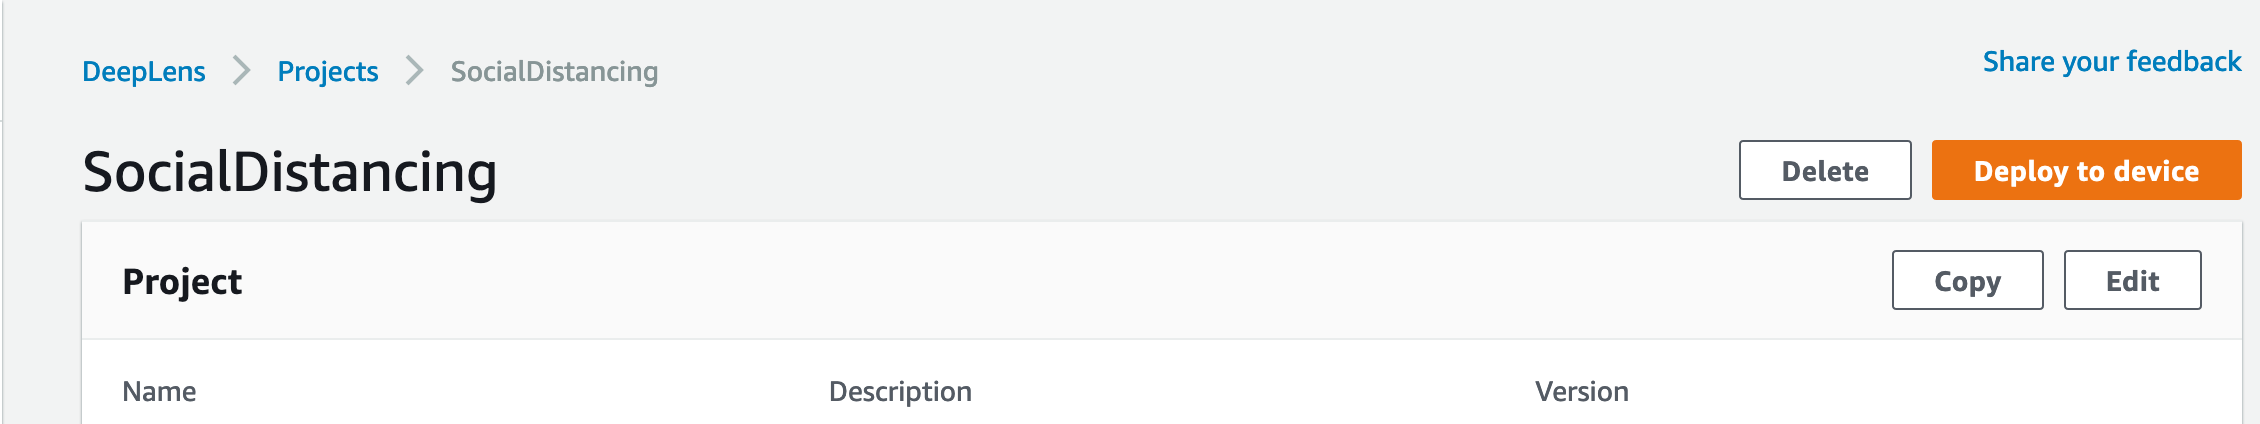 DeepLens Projects SocialDistancing
Share your feedback
SocialDistancing
Delete
Deploy to device
Project
Copy
Edit
Name Description Version